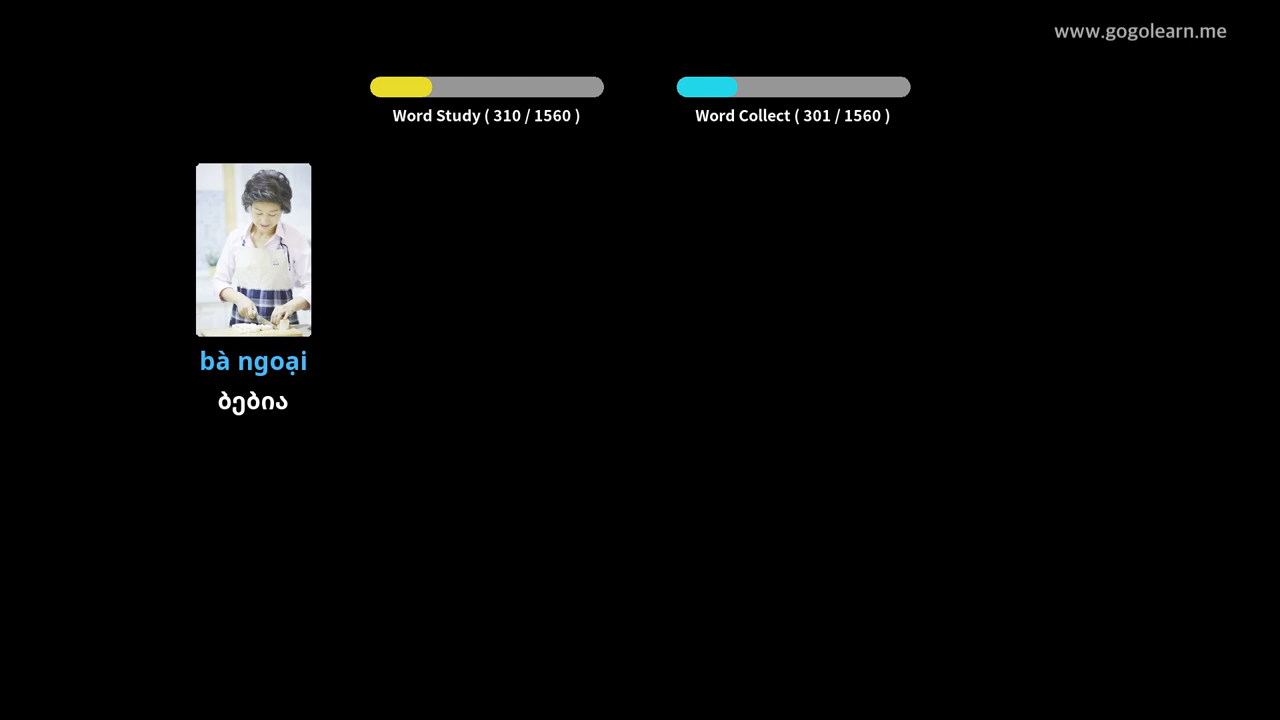 www.gogolearn.me
Word Study ( 310 / 1560 )
Word Collect ( 301 / 1560 )
bà ngoại
ბებია